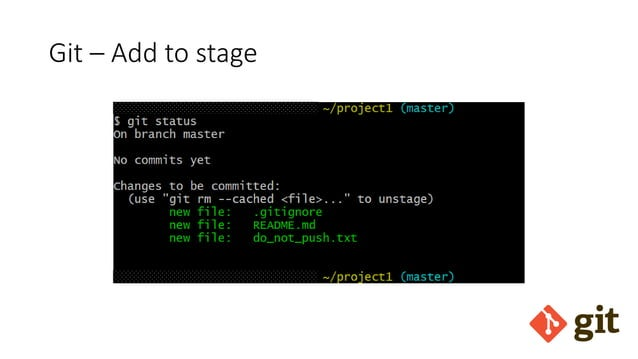 Git – Add to stage
~/project1 (master)
$ git status
On branch master
No commits yet
Changes to be committed:
(use "git rm --cached <file>..." to unstage)
new file: .gitignore
new file: README.md
new file: do_not_push.txt
~/project1 (master)
git